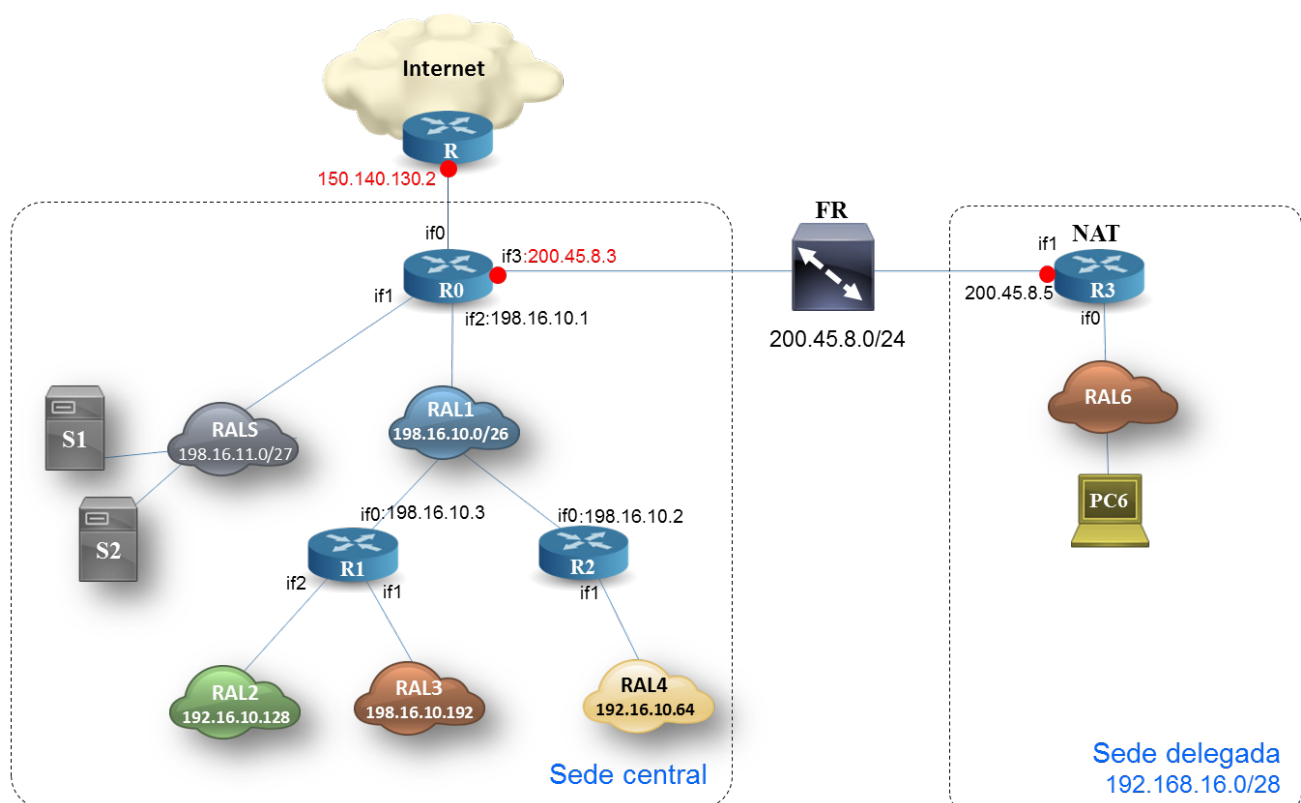 Internet
R
150.140.130.2
if0
if3:200.45.8.3
R0
if1
if2:198.16.10.1
FR
200.45.8.0/24
NAT
if1
200.45.8.5
R3
if0
RAL6
PC6
S1
S2
RALS
198.16.11.0/27
RAL1
198.16.10.0/26
if0:198.16.10.3
if0:198.16.10.2
R1
R2
if2
if1
if1
RAL2
192.16.10.128
RAL3
198.16.10.192
RAL4
192.16.10.64
Sede central
Sede delegada
192.168.16.0/28